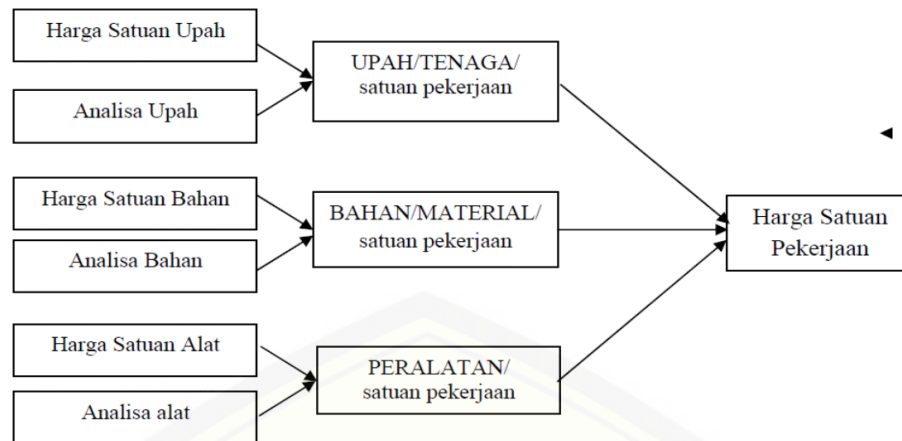 Harga Satuan Upah
Analisa Upah
UPAH/TENAGA/
satuan pekerjaan
Harga Satuan Bahan
Analisa Bahan
BAHAN/MATERIAL/
satuan pekerjaan
Harga Satuan Alat
Analisa alat
PERALATAN/
satuan pekerjaan
Harga Satuan
Pekerjaan